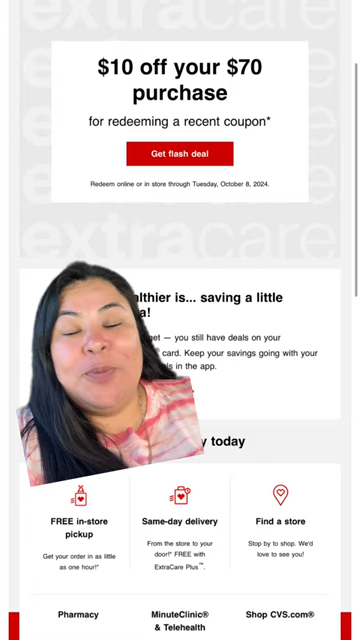 extracare
$10 off your $70
purchase
for redeeming a recent coupon*
Get flash deal
Redeem online or in store through Tuesday, October 8, 2024.
extracare
althier is... saving a little
a!
get — you still have deals on your
® card. Keep your savings going with your
ls in the app.
y today
FREE in-store
pickup
Get your order in as little
as one hour!*
Same-day delivery
From the store to your
door!* FREE with
ExtraCare Plus™.
Find a store
Stop by to shop. We'd
love to see you!
Pharmacy
MinuteClinic®
& Telehealth
Shop CVS.com®